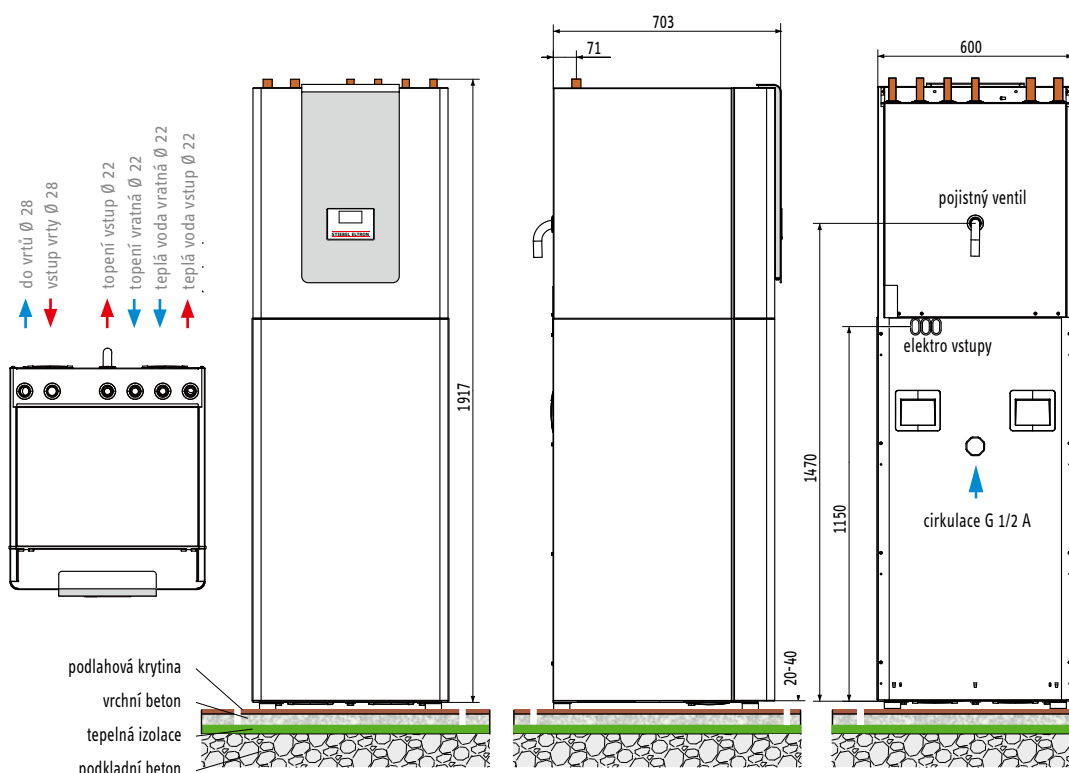 703
71
600
do vrtů Ø 28
vstup vrty Ø 28
topení vstup Ø 22
topení vratná Ø 22
teplá voda vratná Ø 22
teplá voda vstup Ø 22
STIEBEL ELTRON
pojistný ventil
elektro vstupy
1917
1470
1150
cirkulace G 1/2 A
20-40
podlahová krytina
vrchní beton
tepelná izolace
podkladní beton